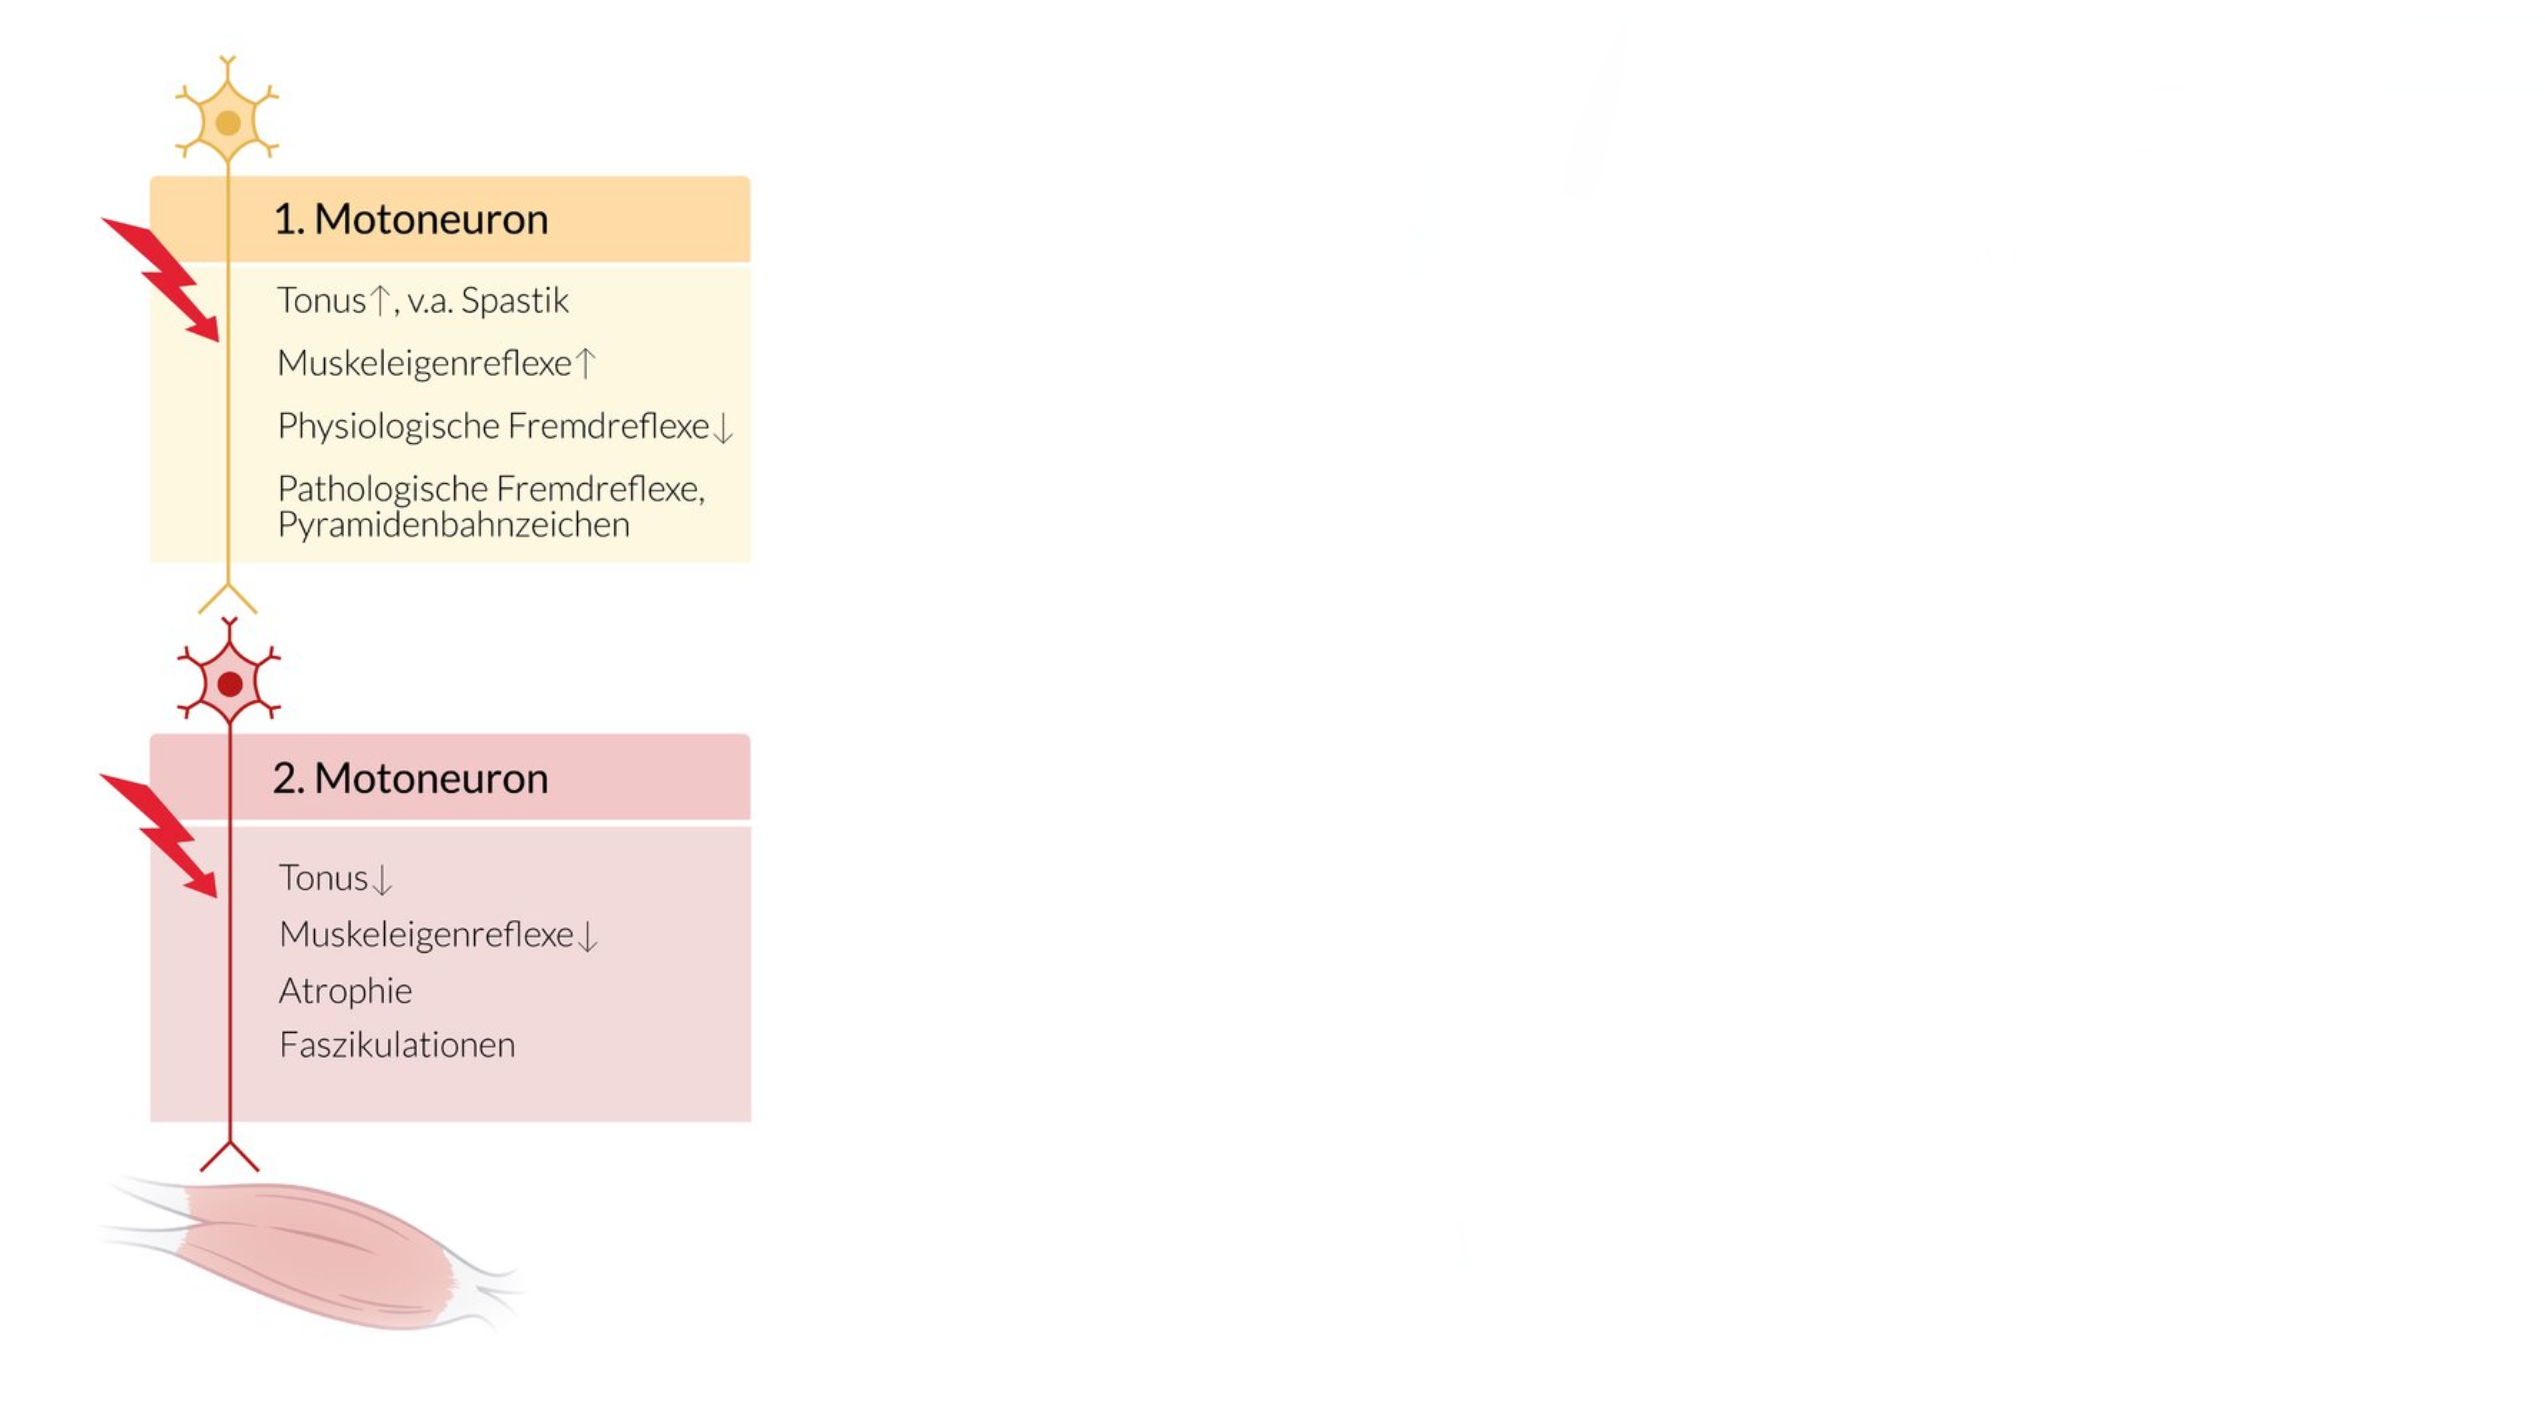 1. Motoneuron
Tonus↑, v.a. Spastik
Muskeleigenreflexe↑
Physiologische Fremdreflexe↓
Pathologische Fremdreflexe,
Pyramidenbahnzeichen
2. Motoneuron
Tonus↓
Muskeleigenreflexe↓
Atrophie
Faszikulationen